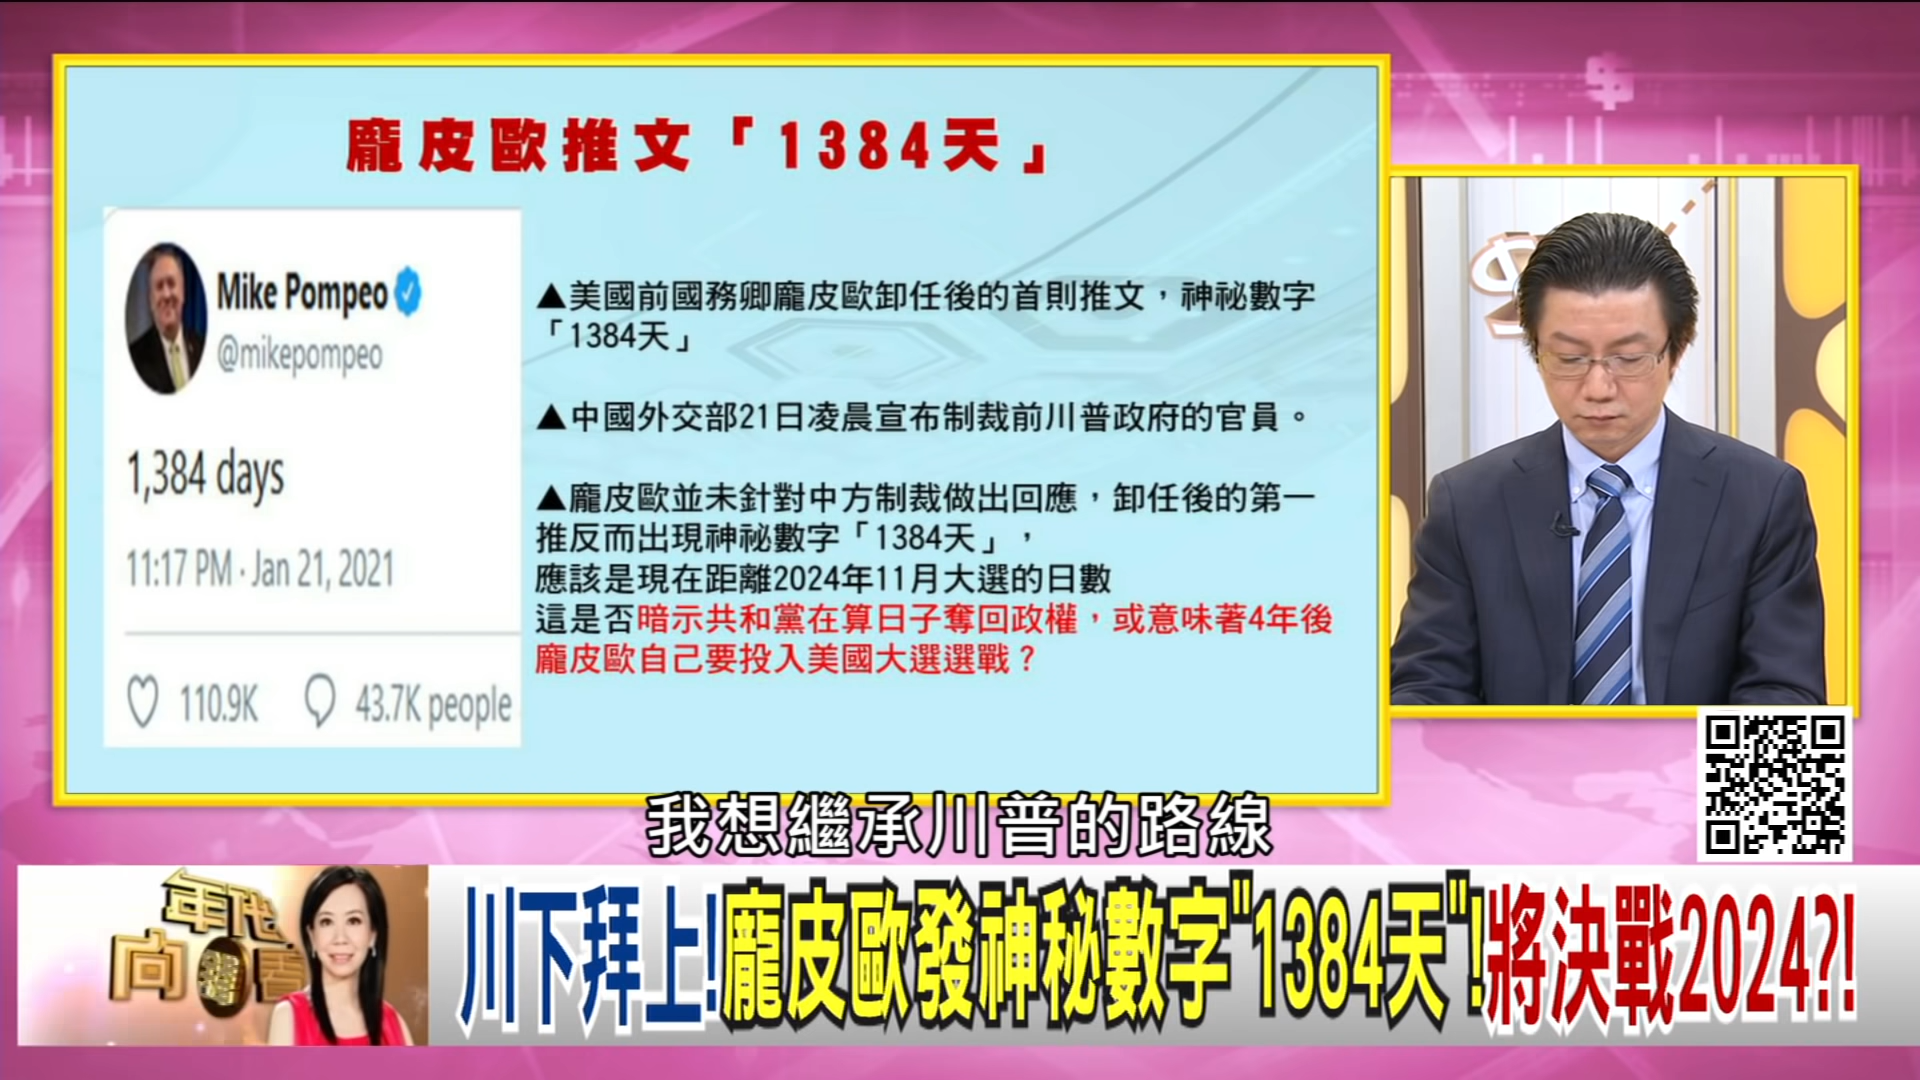 龐皮歐推文「1384天」
Mike Pompeo
@mikepompeo
1,384 days
11:17 PM · Jan 21, 2021
110.9K 43.7K people
▲美國前國務卿龐皮歐卸任後的首則推文，神祕數字
「1384天」
▲中國外交部21日凌晨宣布制裁前川普政府的官員。
▲龐皮歐並未針對中方制裁做出回應，卸任後的第一
推反而出現神祕數字「1384天」，
應該是現在距離2024年11月大選的日數
這是否暗示共和黨在算日子奪回政權，或意味著4年後
龐皮歐自己要投入美國大選選戰？
我想繼承川普的路線
年代
向錢看
川下拜上!龐皮歐發神秘數字"1384天"!將決戰2024?!